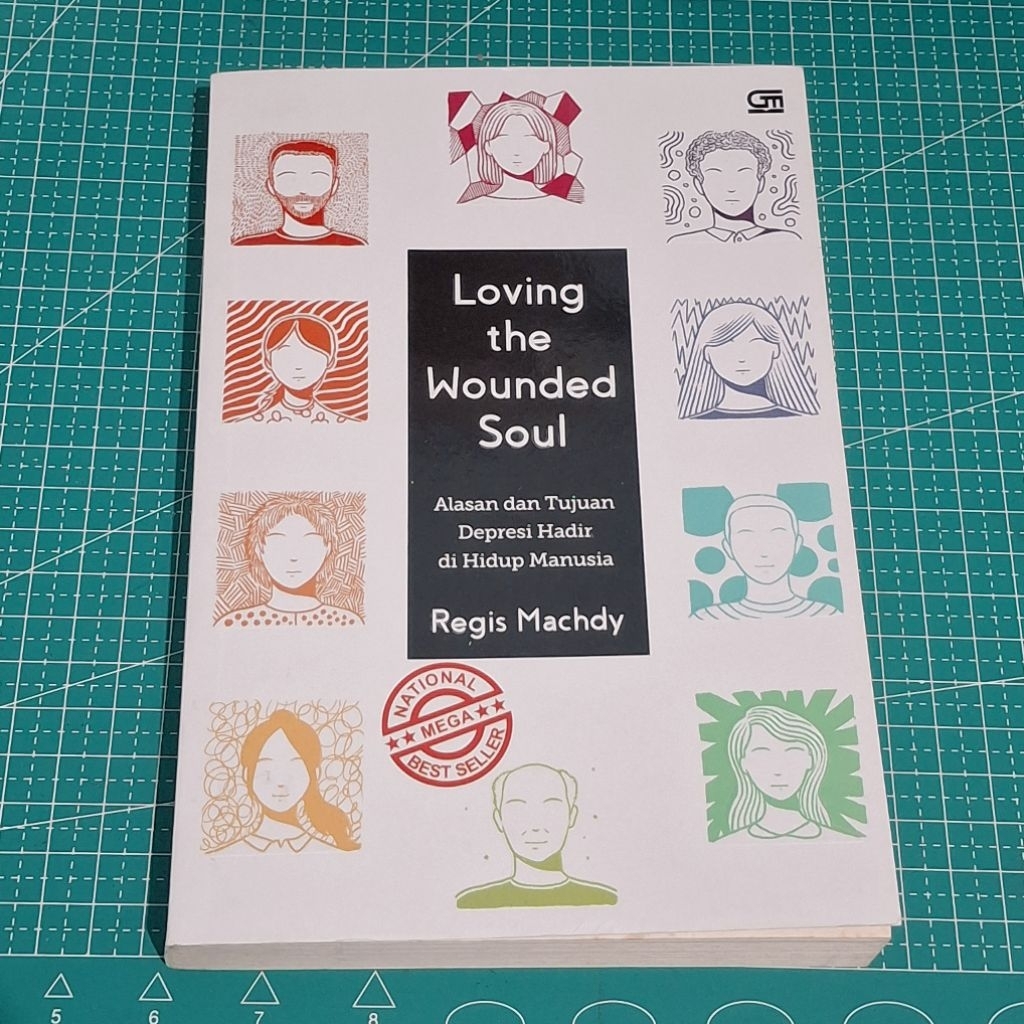 GM
Loving
the
Wounded
Soul
Alasan dan Tujuan
Depresi Hadir
di Hidup Manusia
Regis Machdy
NATIONAL
MEGA
BEST SELLER
5 6 7 8